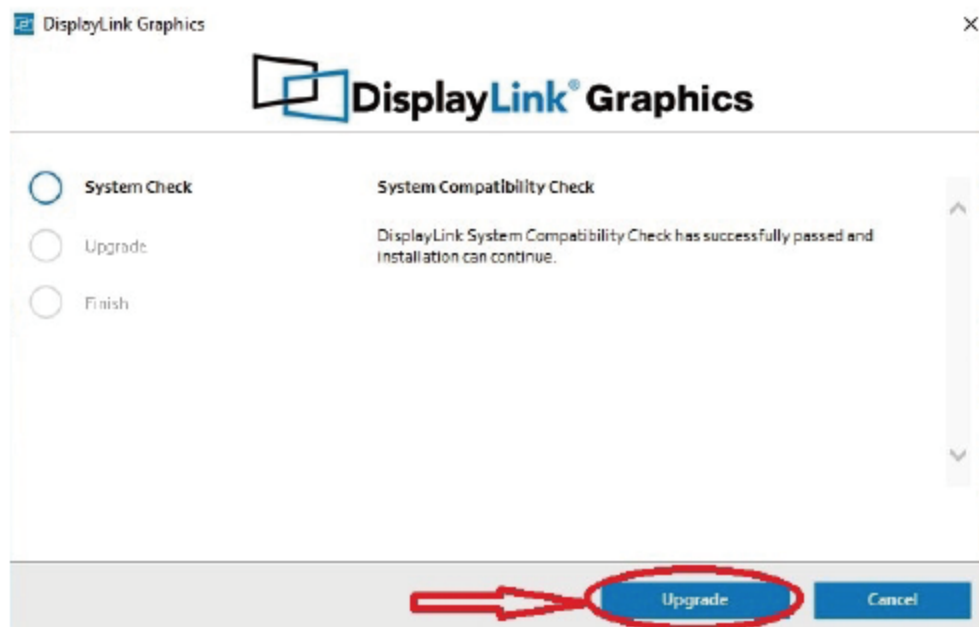 DisplayLink Graphics
DisplayLink® Graphics
System Check
System Compatibility Check
DisplayLink System Compatibility Check has successfully passed and
installation can continue.
Upgrade
Finish
Upgrade
Cancel